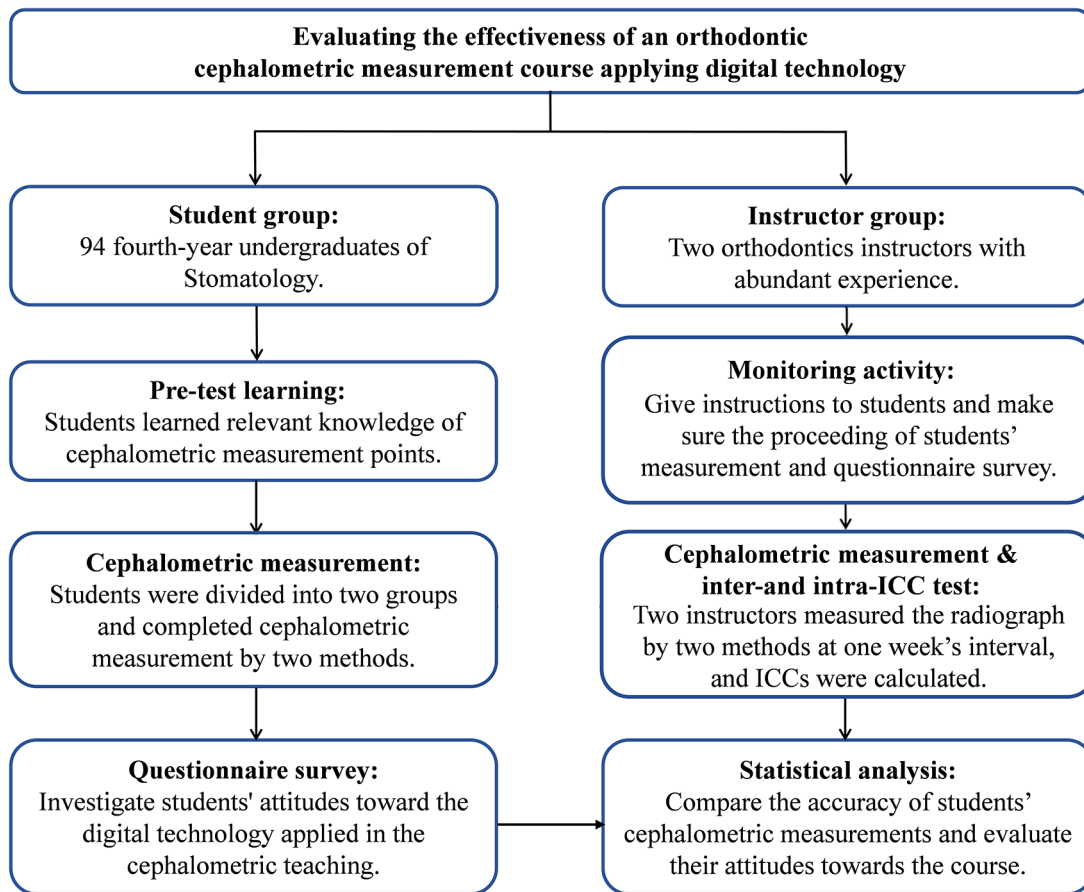 Evaluating the effectiveness of an orthodontic
cephalometric measurement course applying digital technology
Student group:
94 fourth-year undergraduates of
Stomatology.
Pre-test learning:
Students learned relevant knowledge of
cephalometric measurement points.
Cephalometric measurement:
Students were divided into two groups
and completed cephalometric
measurement by two methods.
Questionnaire survey:
Investigate students' attitudes toward the
digital technology applied in the
cephalometric teaching.
Instructor group:
Two orthodontics instructors with
abundant experience.
Monitoring activity:
Give instructions to students and make
sure the proceeding of students’
measurement and questionnaire survey.
Cephalometric measurement &
inter-and intra-ICC test:
Two instructors measured the radiograph
by two methods at one week’s interval,
and ICCs were calculated.
Statistical analysis:
Compare the accuracy of students’
cephalometric measurements and evaluate
their attitudes towards the course.